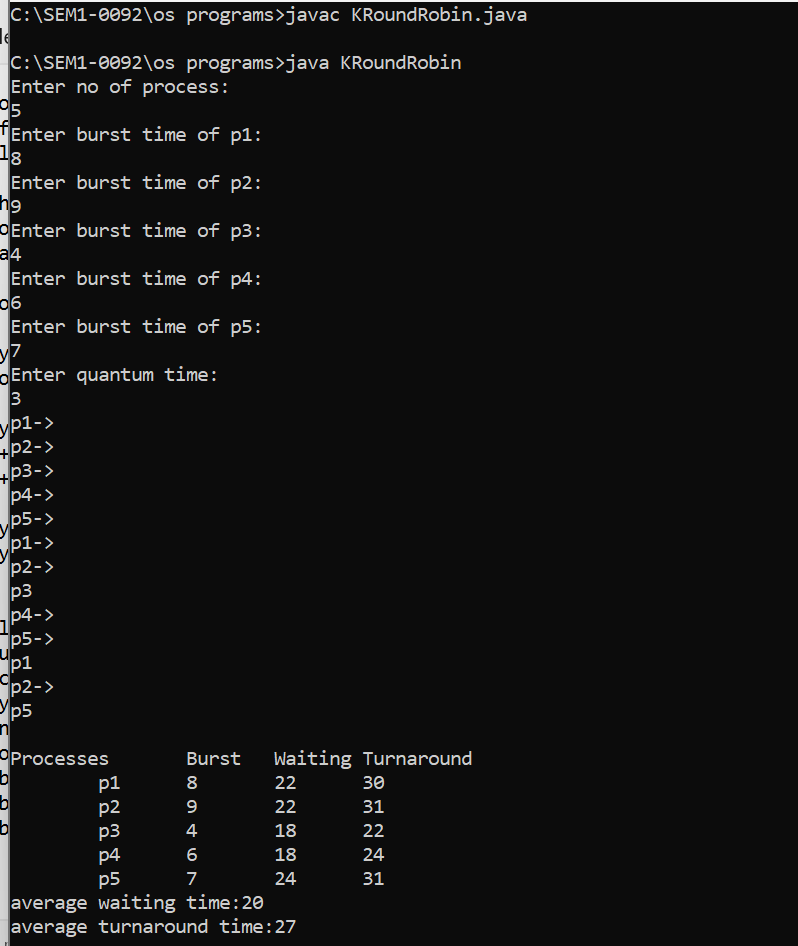 C:\SEM1-0092\os programs>javac KRoundRobin.java
C:\SEM1-0092\os programs>java KRoundRobin
Enter no of process:
5
Enter burst time of p1:
8
Enter burst time of p2:
9
Enter burst time of p3:
4
Enter burst time of p4:
6
Enter burst time of p5:
7
Enter quantum time:
3
p1->
p2->
p3->
p4->
p5->
p1->
p2->
p3
p4->
p5->
p1
p2->
p5
Processes Burst Waiting Turnaround
p1 8 22 30
p2 9 22 31
p3 4 18 22
p4 6 18 24
p5 7 24 31
average waiting time:20
average turnaround time:27